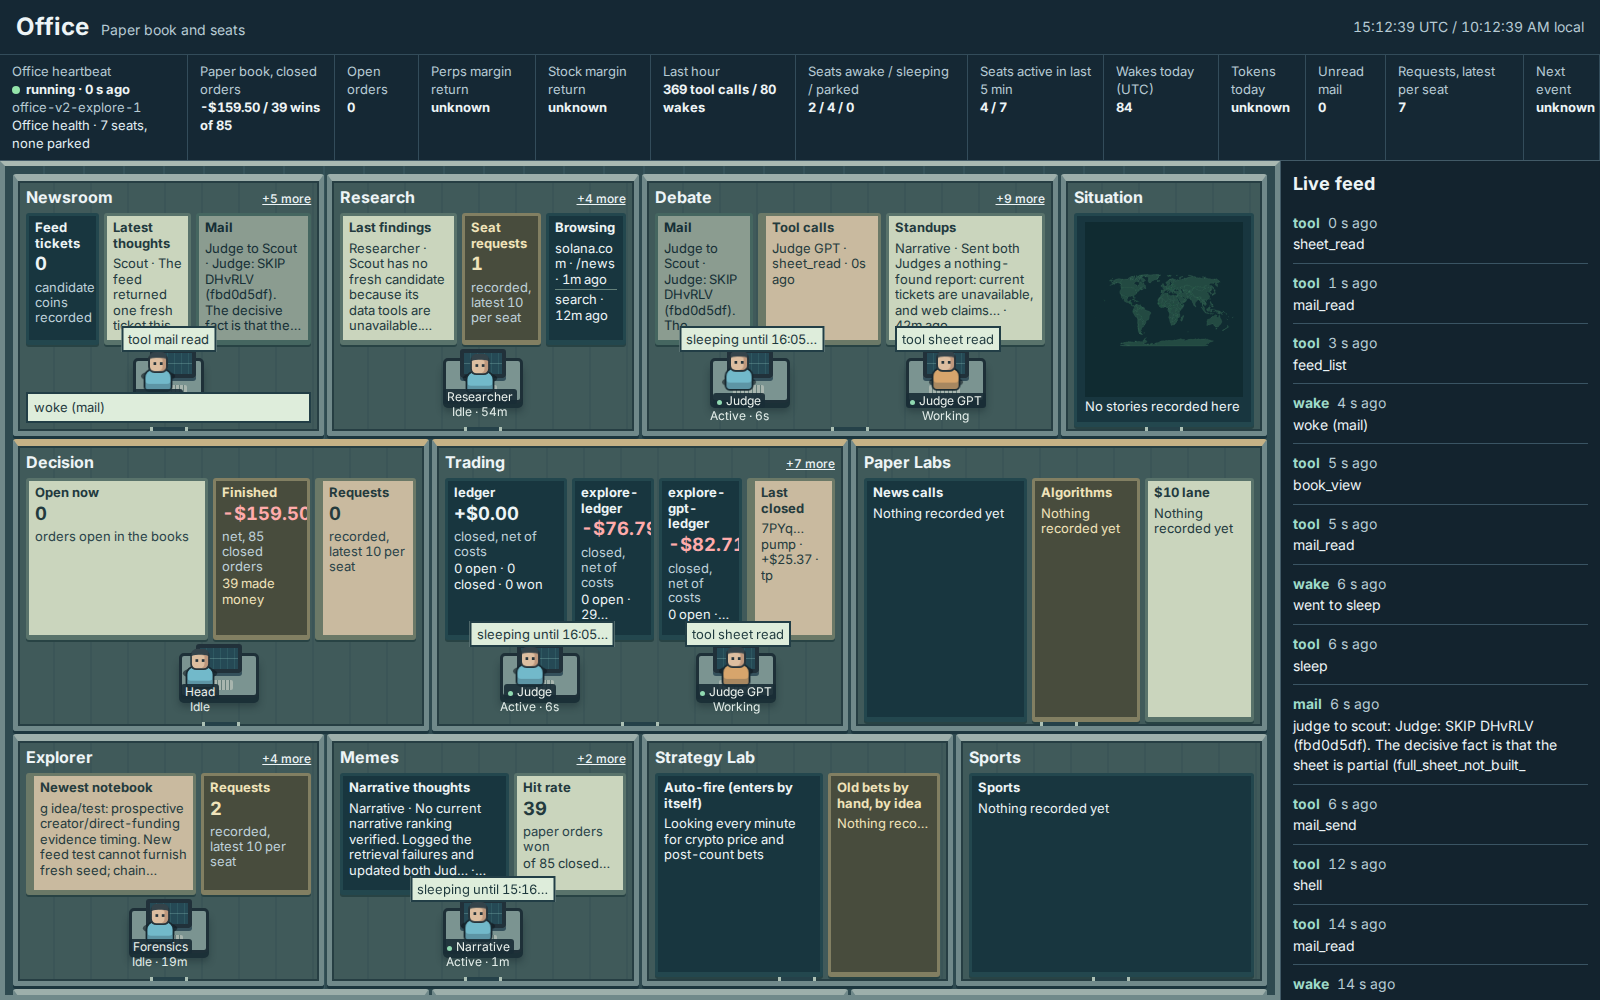 Office Paper book and seats
15:12:39 UTC / 10:12:39 AM local
Office heartbeat
running · 0 s ago
office-v2-explore-1
Office health · 7 seats,
none parked
Paper book, closed
orders
-$159.50 / 39 wins
of 85
Open
orders
0
Perps margin
return
unknown
Stock margin
return
unknown
Last hour
369 tool calls / 80
wakes
Seats awake / sleeping
/ parked
2 / 4 / 0
Seats active in last
5 min
4 / 7
Wakes today
(UTC)
84
Tokens
today
unknown
Unread
mail
0
Requests, latest
per seat
7
Next
event
unknown
Newsroom
+5 more
Feed
tickets
0
candidate
coins
recorded
Latest
thoughts
Scout · The
feed
returned
one fresh
ticket this
Mail
Judge to Scout
· Judge: SKIP
DHvRLV
(fbd0d5df).
The decisive
fact is that the...
tool mail read
woke (mail)
Research
+4 more
Last findings
Researcher ·
Scout has no
fresh candidate
because its
data tools are
unavailable....
Seat
requests
1
recorded,
latest 10
per seat
Browsing
solana.co
m · /news
· 1m ago
search ·
12m ago
Researcher
Idle · 54m
Debate
+9 more
Mail
Judge to
Scout ·
Judge: SKIP
DHvRLV
(fbd0d5df).
The
Tool calls
Judge GPT ·
sheet_read · 0s
ago
Standups
Narrative · Sent both
Judges a nothing-
found report: current
tickets are unavailable,
and web claims... ·
42m ago
sleeping until 16:05...
tool sheet read
Judge
Active · 6s
Judge GPT
Working
Situation
No stories recorded here
Decision
Open now
0
orders open in the books
Finished
-$159.50
net, 85
closed
orders
39 made
money
Requests
0
recorded,
latest 10 per
seat
Head
Idle
Trading
+7 more
ledger
+$0.00
closed, net of
costs
0 open · 0
closed · 0 won
explore-
ledger
-$76.79
closed,
net of
costs
0 open ·
29...
explore-
gpt-
ledger
-$82.71
closed,
net of
costs
0 open ·...
Last
closed
7PYq...
pump ·
+$25.37 ·
tp
sleeping until 16:05...
tool sheet read
Judge
Active · 6s
Judge GPT
Working
Paper Labs
News calls
Nothing recorded yet
Algorithms
Nothing
recorded yet
$10 lane
Nothing
recorded yet
Explorer
+4 more
Newest notebook
g idea/test: prospective
creator/direct-funding
evidence timing. New
feed test cannot furnish
fresh seed; chain...
Requests
2
recorded,
latest 10 per
seat
Forensics
Idle · 19m
Memes
+2 more
Narrative thoughts
Narrative · No current
narrative ranking
verified. Logged the
retrieval failures and
updated both Jud... ·...
Hit rate
39
paper orders
won
of 85 closed...
sleeping until 15:16...
Narrative
Active · 1m
Strategy Lab
Auto-fire (enters by
itself)
Looking every minute
for crypto price and
post-count bets
Old bets by
hand, by idea
Nothing reco...
Sports
Sports
Nothing recorded yet
Live feed
tool 0 s ago
sheet_read
tool 1 s ago
mail_read
tool 3 s ago
feed_list
wake 4 s ago
woke (mail)
tool 5 s ago
book_view
tool 5 s ago
mail_read
wake 6 s ago
went to sleep
tool 6 s ago
sleep
mail 6 s ago
judge to scout: Judge: SKIP DHvRLV
(fbd0d5df). The decisive fact is that the
sheet is partial (full_sheet_not_built_
tool 6 s ago
mail_send
tool 12 s ago
shell
tool 14 s ago
mail_read
wake 14 s ago